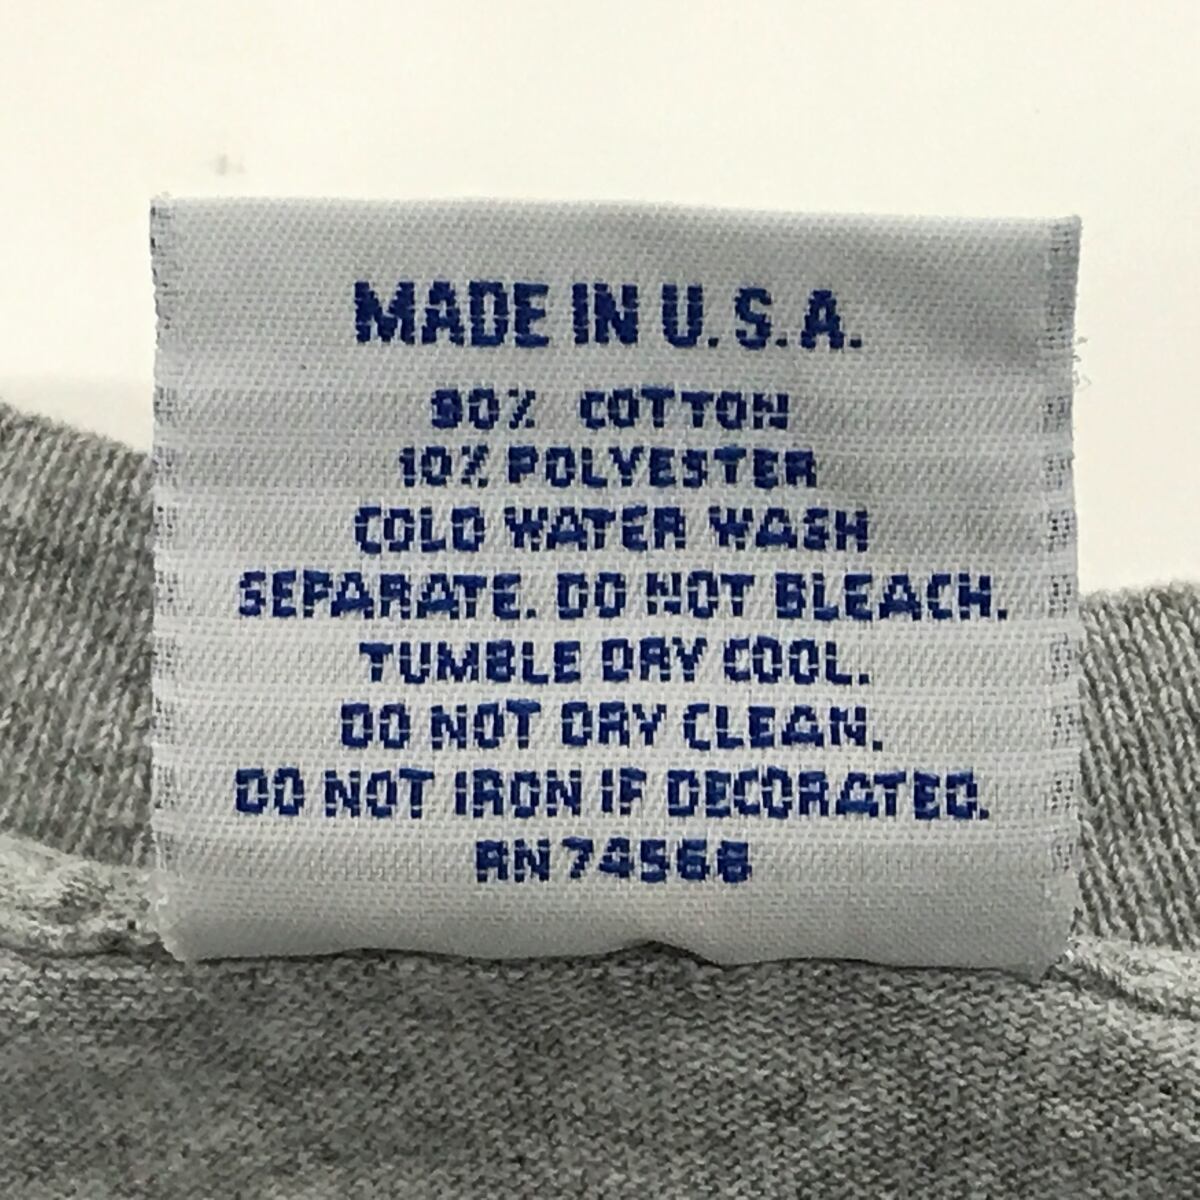 MADE IN U.S.A.
90% COTTON
10% POLYESTER
COLD WATER WASH
SEPARATE. DO NOT BLEACH.
TUMBLE DRY COOL.
DO NOT DRY CLEAN.
DO NOT IRON IF DECORATED.
RN 74566